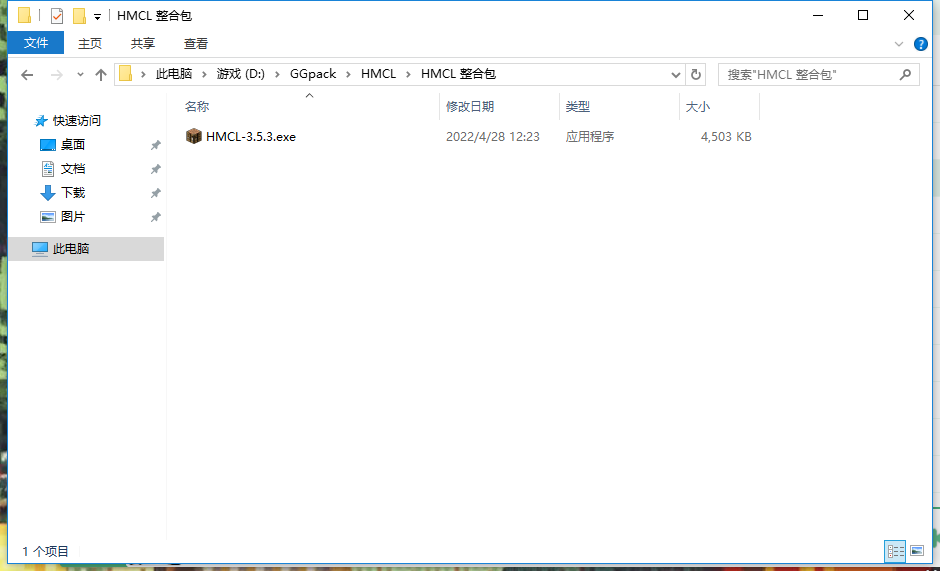 HMCL 整合包
文件 主页 共享 查看
此电脑 游戏 (D:) GGpack HMCL HMCL 整合包 搜索"HMCL 整合包"
名称 修改日期 类型 大小
快速访问
HMCL-3.5.3.exe 2022/4/28 12:23 应用程序 4,503 KB
桌面
文档
下载
图片
此电脑
1 个项目